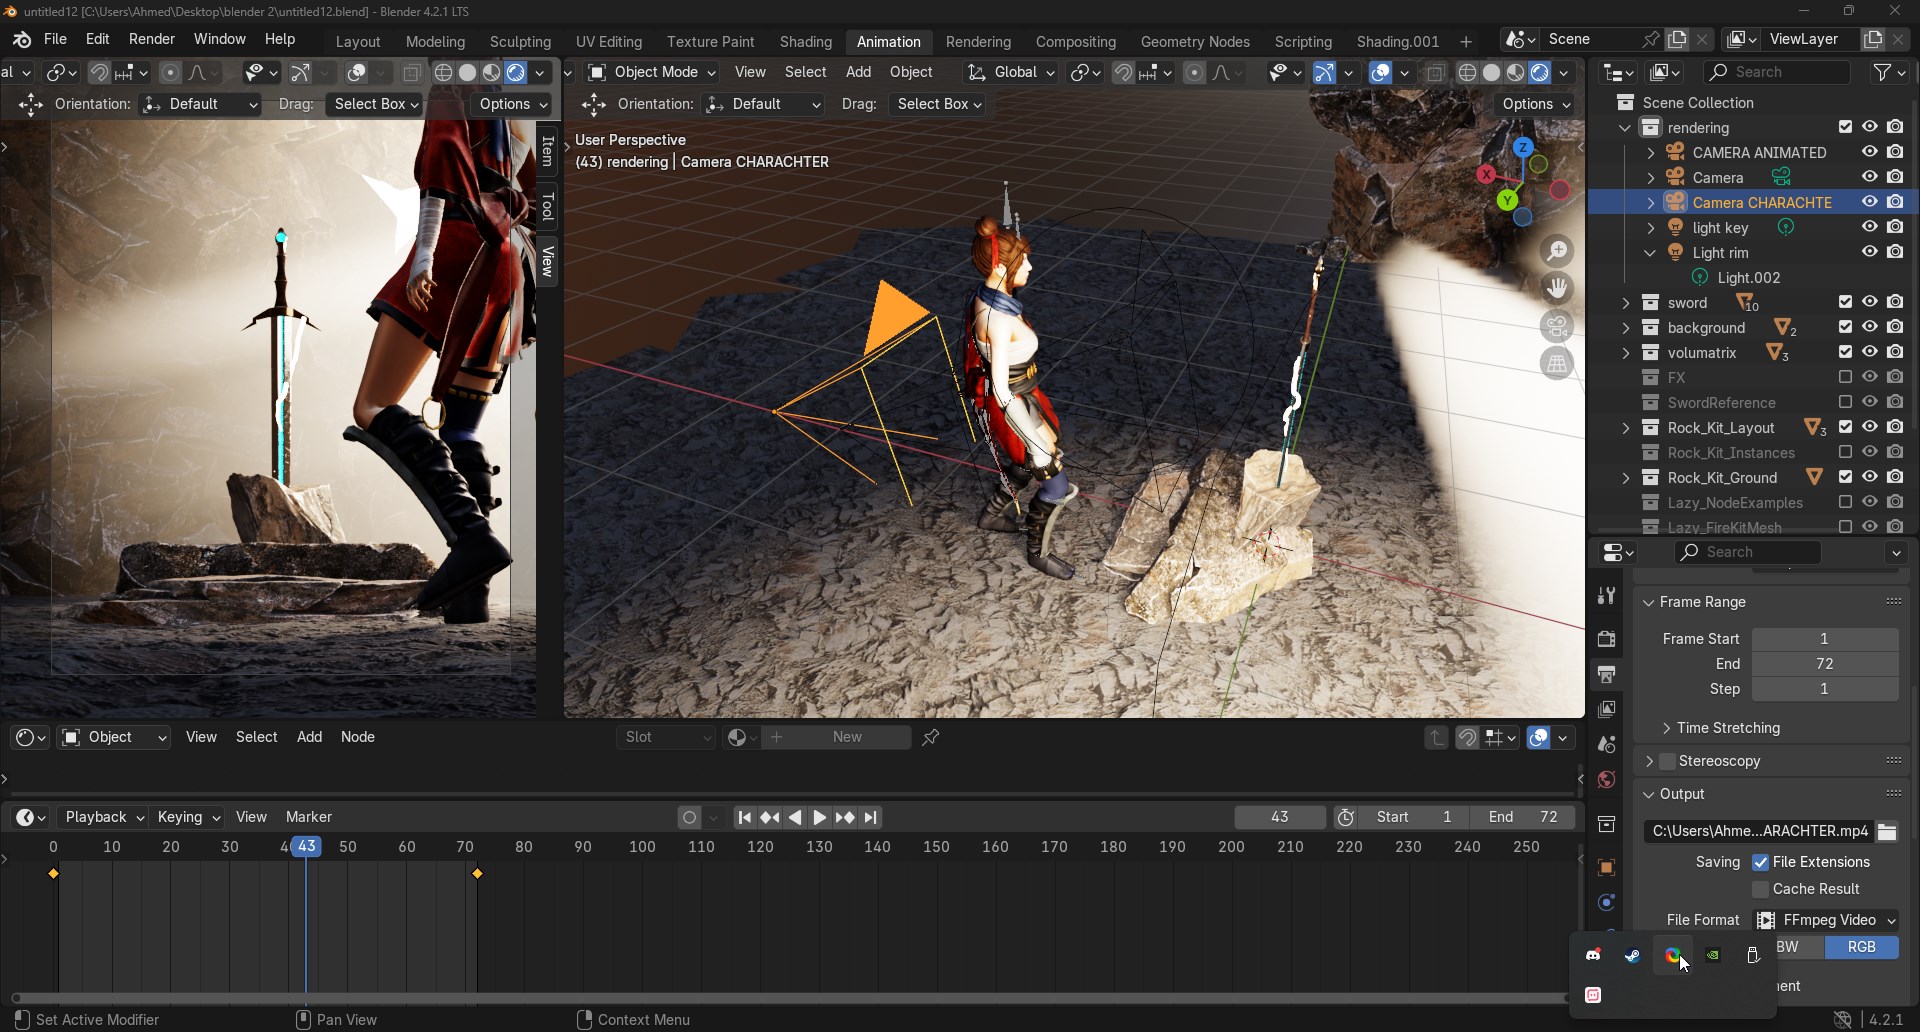 untitled12 [C:\Users\Ahmed\Desktop\blender 2\untitled12.blend] - Blender 4.2.1 LTS
File Edit Render Window Help Layout Modeling Sculpting UV Editing Texture Paint Shading Animation Rendering Compositing Geometry Nodes Scripting Shading.001 + Scene ViewLayer
al Object Mode View Select Add Object Global Search
Orientation: Default Drag: Select Box Options Orientation: Default Drag: Select Box Options
Item
Tool
View
User Perspective
(43) rendering | Camera CHARACHTER
Z
X
Y
Scene Collection
rendering
CAMERA ANIMATED
Camera
Camera CHARACHTE
light key
Light rim
Light.002
sword 10
background 2
volumatrix 3
FX
SwordReference
Rock_Kit_Layout 3
Rock_Kit_Instances
Rock_Kit_Ground
Lazy_NodeExamples
Lazy_FireKitMesh
Search
Frame Range
Frame Start 1
End 72
Step 1
Time Stretching
Stereoscopy
Output
C:\Users\Ahme...ARACHTER.mp4
Saving File Extensions
Cache Result
File Format FFmpeg Video
BW RGB
Object View Select Add Node Slot New
Playback Keying View Marker 43 Start 1 End 72
0 10 20 30 4 43 50 60 70 80 90 100 110 120 130 140 150 160 170 180 190 200 210 220 230 240 250
Set Active Modifier Pan View Context Menu 4.2.1